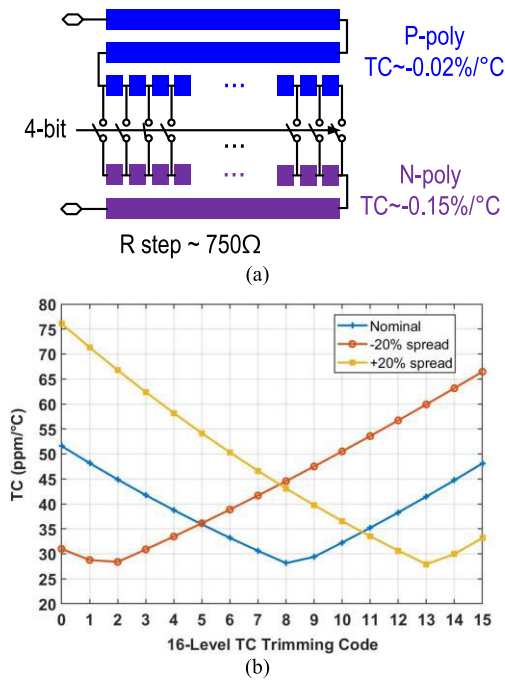 P-poly
TC~-0.02%/°C
...
4-bit
...
...
N-poly
TC~-0.15%/°C
R step ~ 750Ω
(a)
80
75
70
65
60
55
50
45
40
35
30
25
20
TC (ppm/°C)
Nominal
-20% spread
+20% spread
0 1 2 3 4 5 6 7 8 9 10 11 12 13 14 15
16-Level TC Trimming Code
(b)